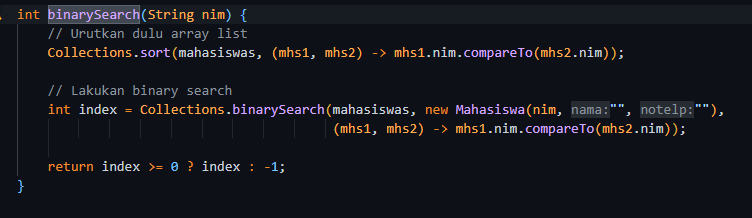 int binarySearch(String nim) {
// Urutkan dulu array list
Collections.sort(mahasiswas, (mhs1, mhs2) -> mhs1.nim.compareTo(mhs2.nim));
// Lakukan binary search
int index = Collections.binarySearch(mahasiswas, new Mahasiswa(nim, nama:"", notelp:""),
(mhs1, mhs2) -> mhs1.nim.compareTo(mhs2.nim));
return index >= 0 ? index : -1;
}